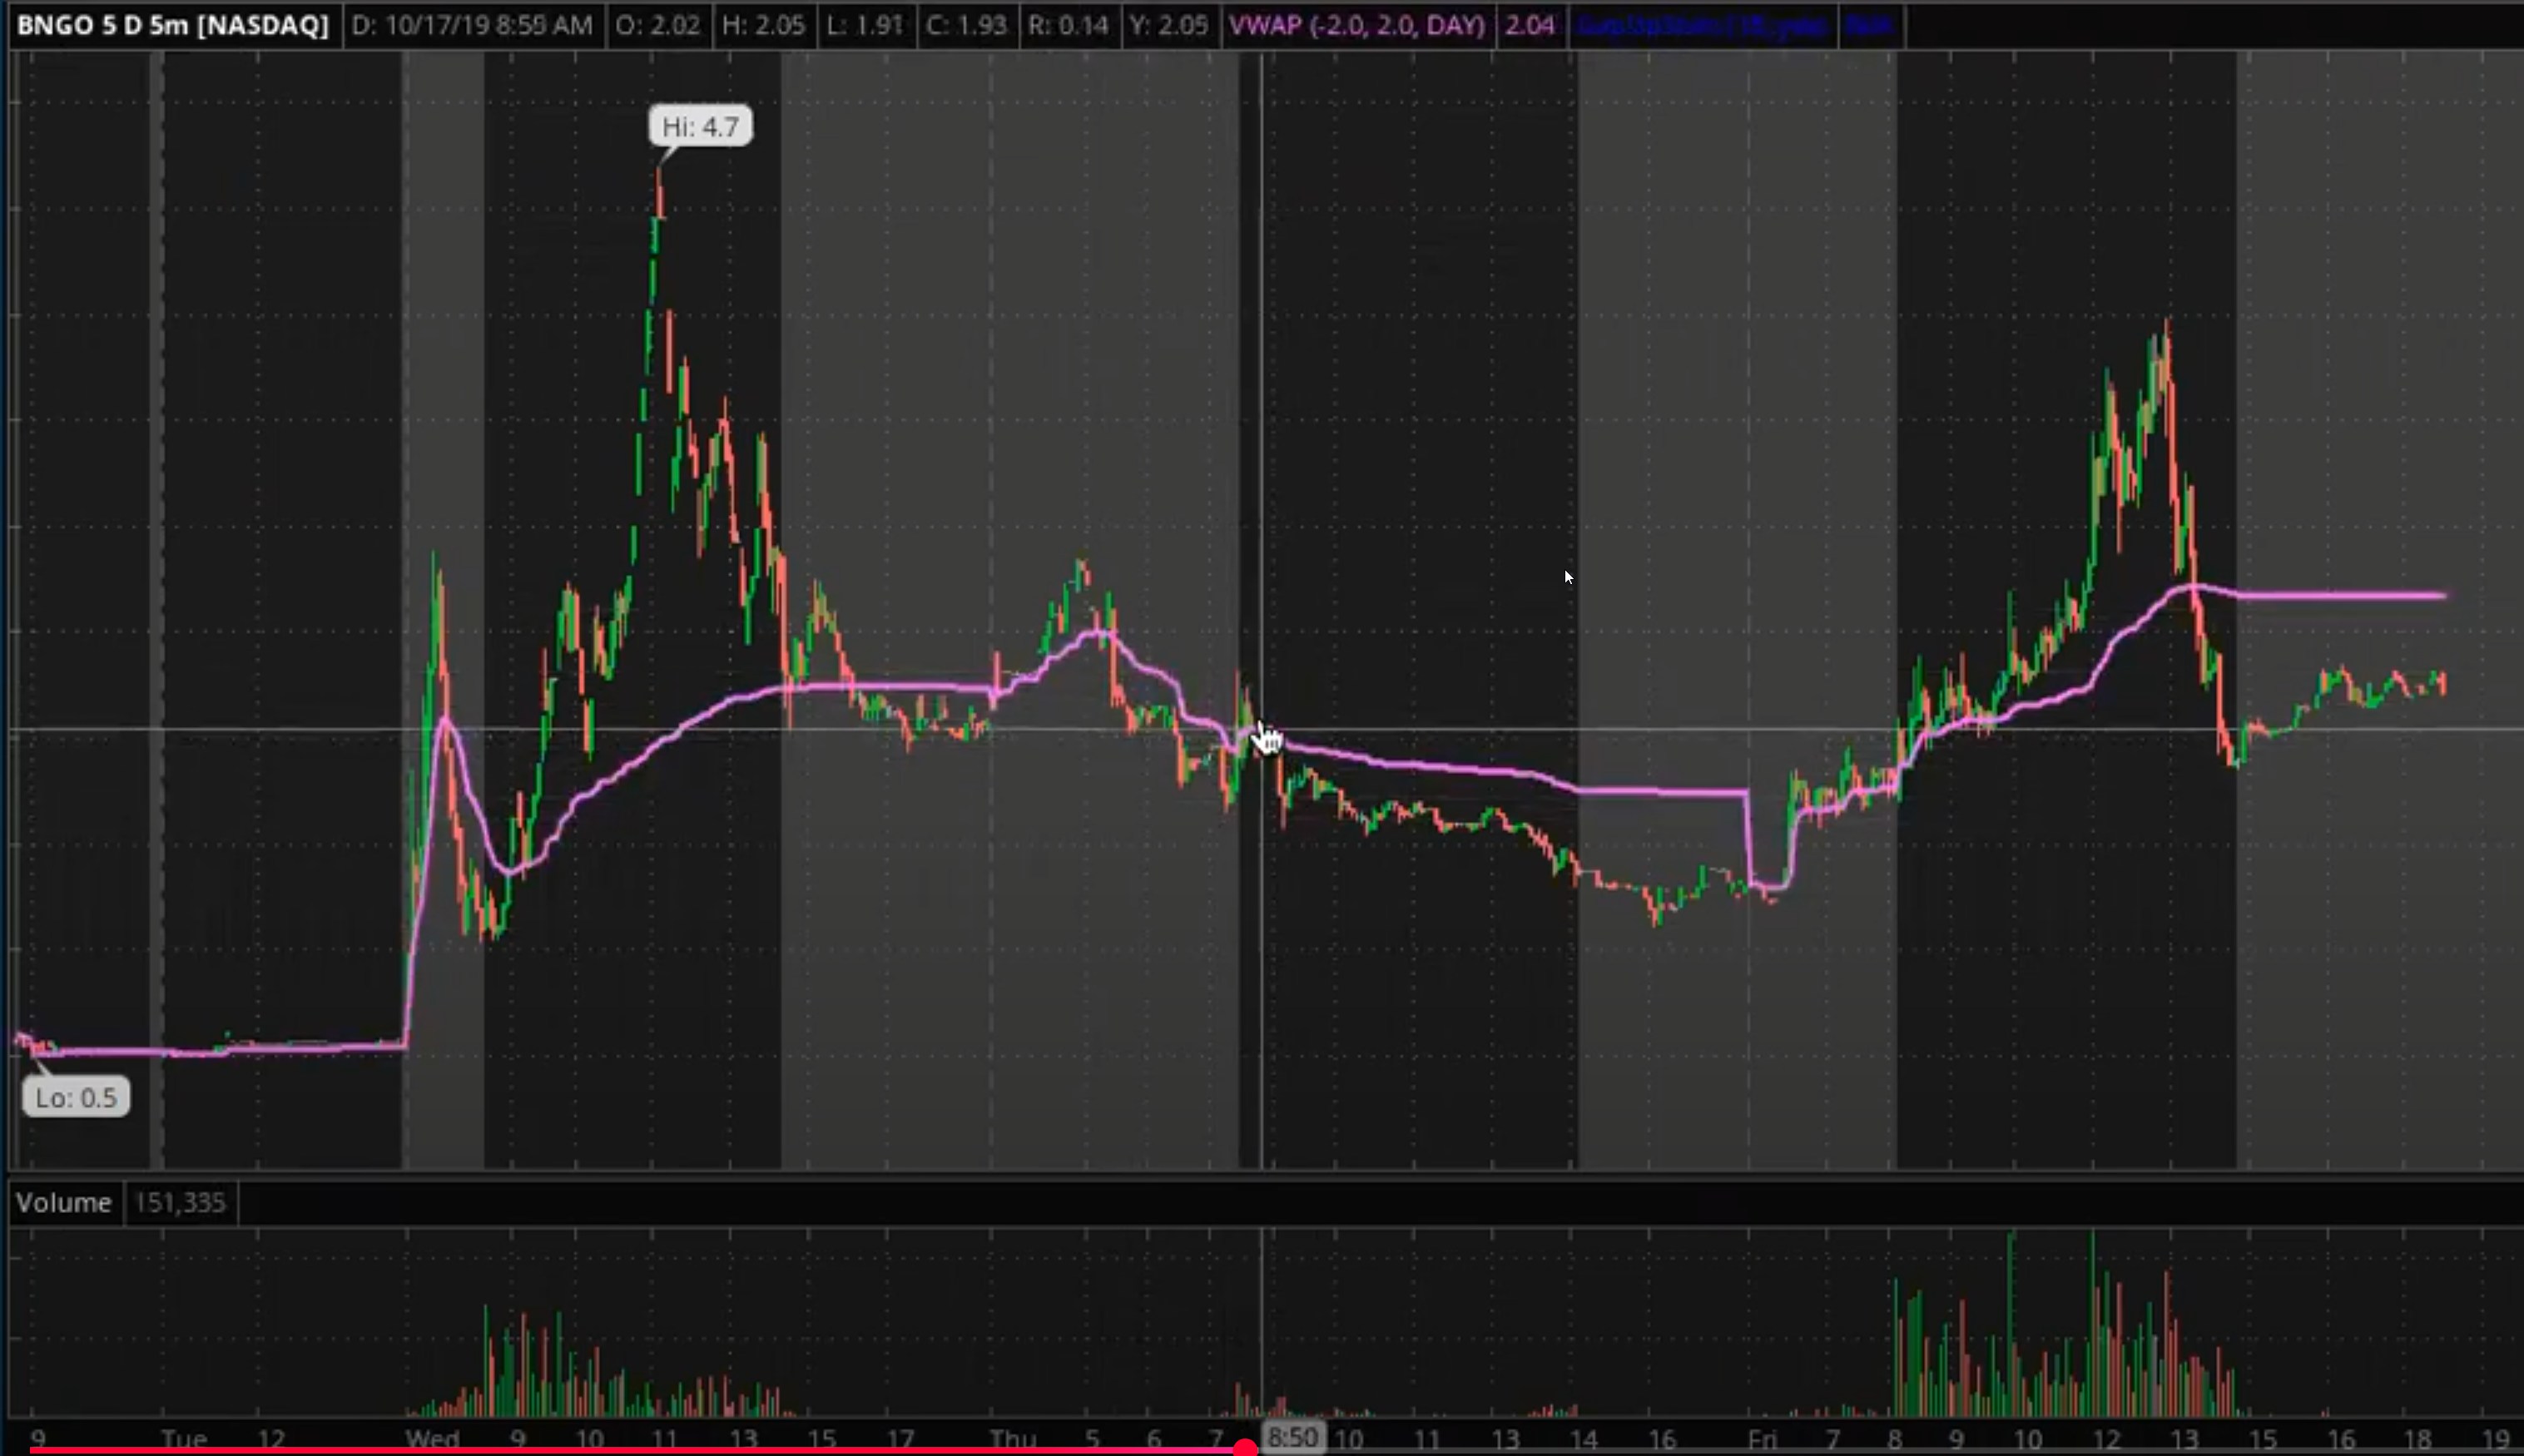 BNGO 5 D 5m [NASDAQ] D: 10/17/19 8:55 AM O: 2.02 H: 2.05 L: 1.91 C: 1.93 R: 0.14 Y: 2.05 VWAP (-2.0, 2.0, DAY) 2.04 N/A
Hi: 4.7
Lo: 0.5
Volume 151,335
9 Tue 12 Wed 9 10 11 13 15 17 Thu 5 6 7 8:50 10 11 13 14 16 Fri 7 8 9 10 12 13 15 16 18 19